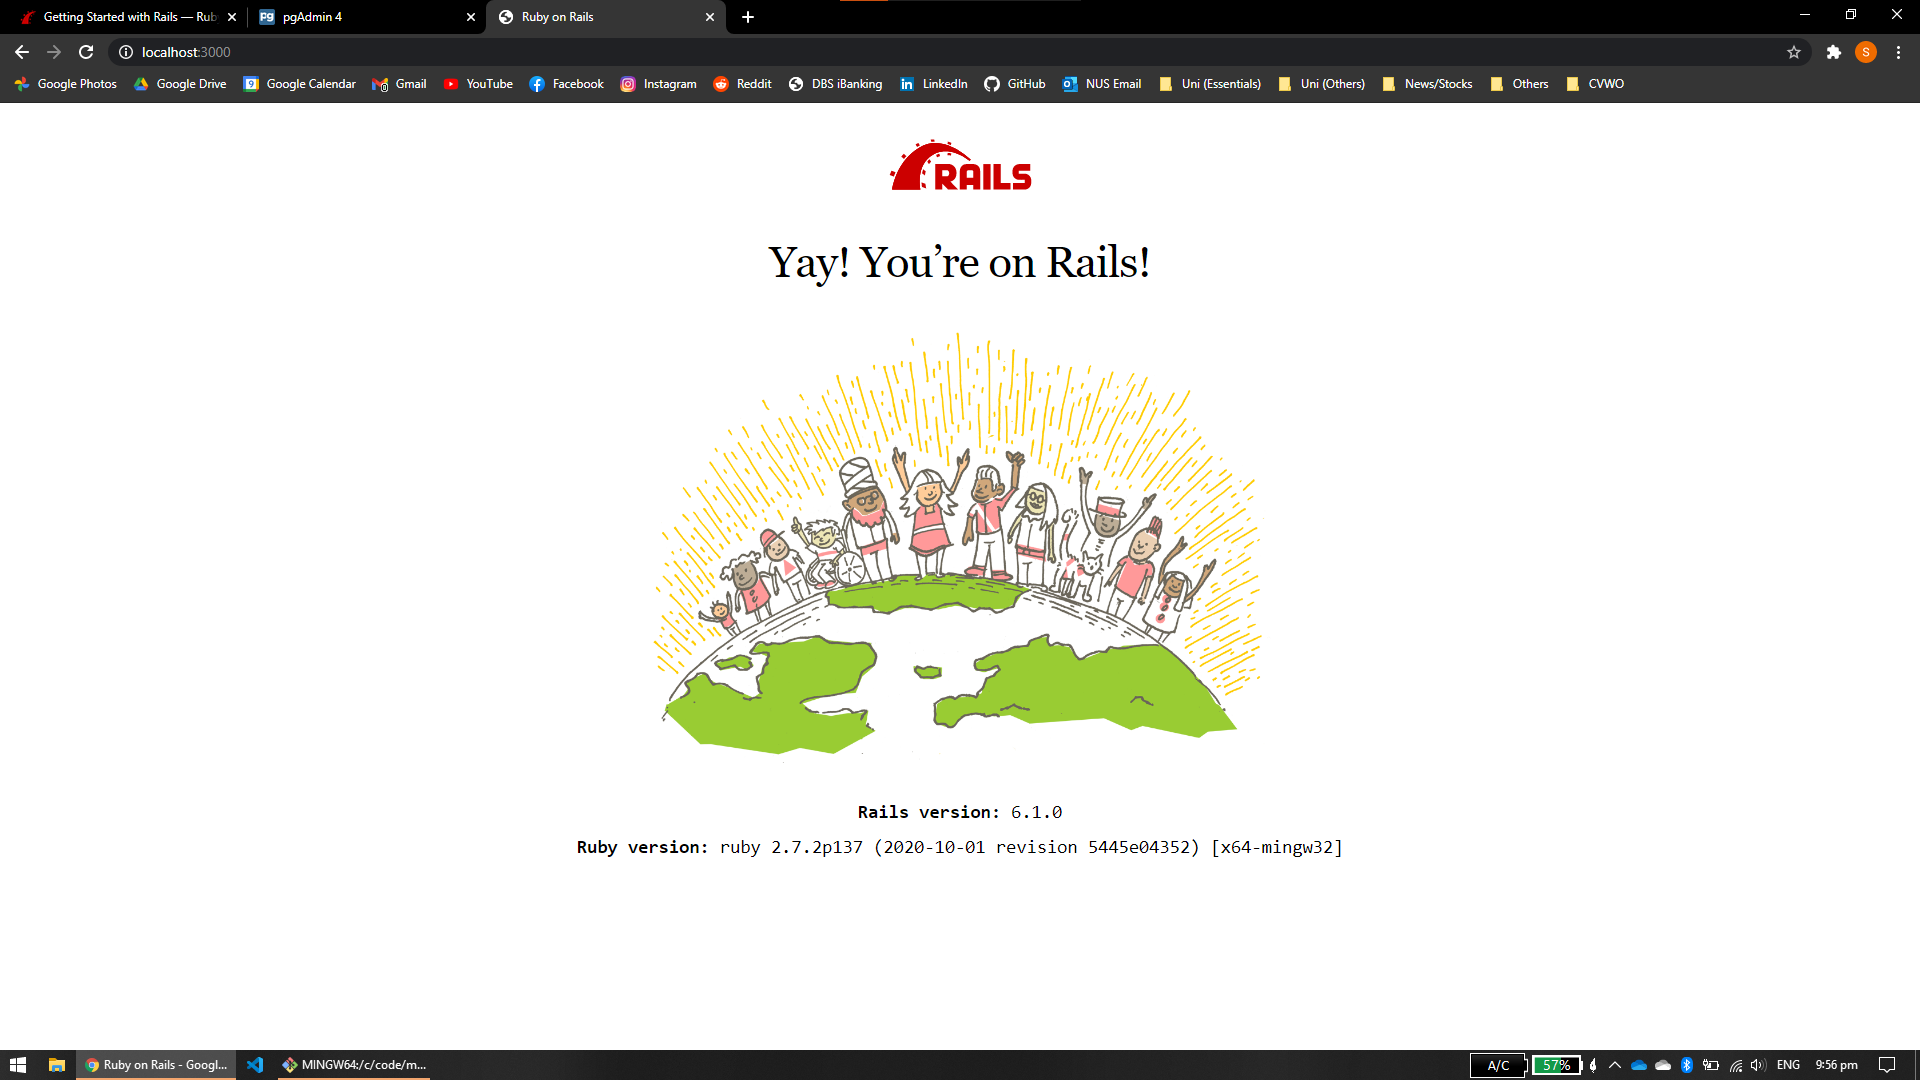 Getting Started with Rails — Rub
pgAdmin 4
Ruby on Rails
localhost:3000
S
Google Photos
Google Drive
9
Google Calendar
Gmail
YouTube
Facebook
Instagram
Reddit
DBS iBanking
LinkedIn
GitHub
NUS Email
Uni (Essentials)
Uni (Others)
News/Stocks
Others
CVWO
RAILS
Yay! You’re on Rails!
Rails version: 6.1.0
Ruby version: ruby 2.7.2p137 (2020-10-01 revision 5445e04352) [x64-mingw32]
Ruby on Rails - Googl...
MINGW64:/c/code/m...
A/C
57%
ENG
9:56 pm